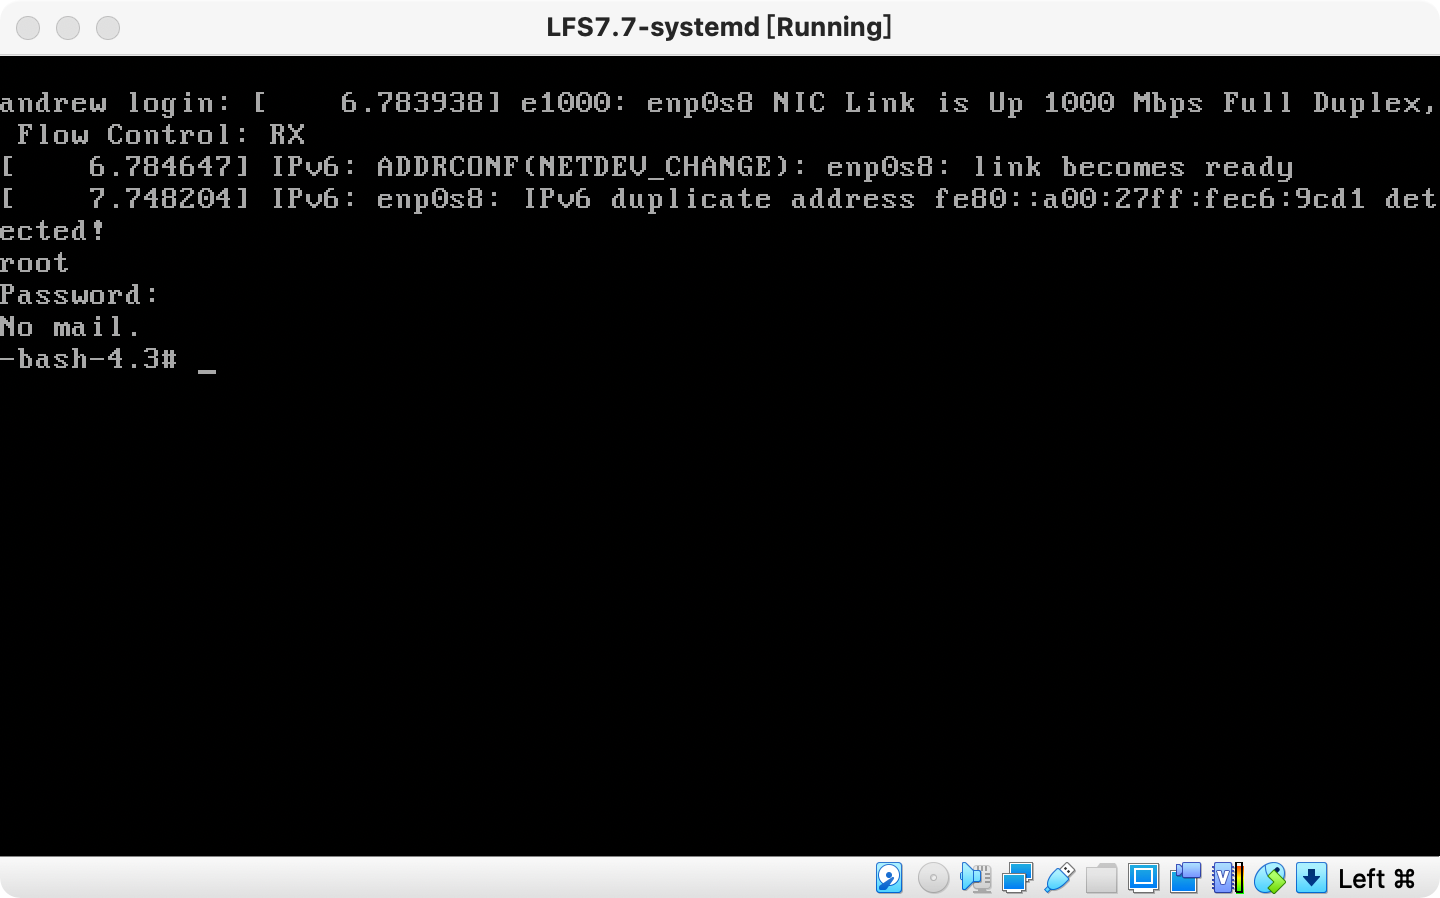 LFS7.7-systemd [Running]
andrew login: [    6.783938] e1000: enp0s8 NIC Link is Up 1000 Mbps Full Duplex,
 Flow Control: RX
[    6.784647] IPv6: ADDRCONF(NETDEV_CHANGE): enp0s8: link becomes ready
[    7.748204] IPv6: enp0s8: IPv6 duplicate address fe80::a00:27ff:fec6:9cd1 det
ected!
root
Password:
No mail.
-bash-4.3# _
Left ⌘